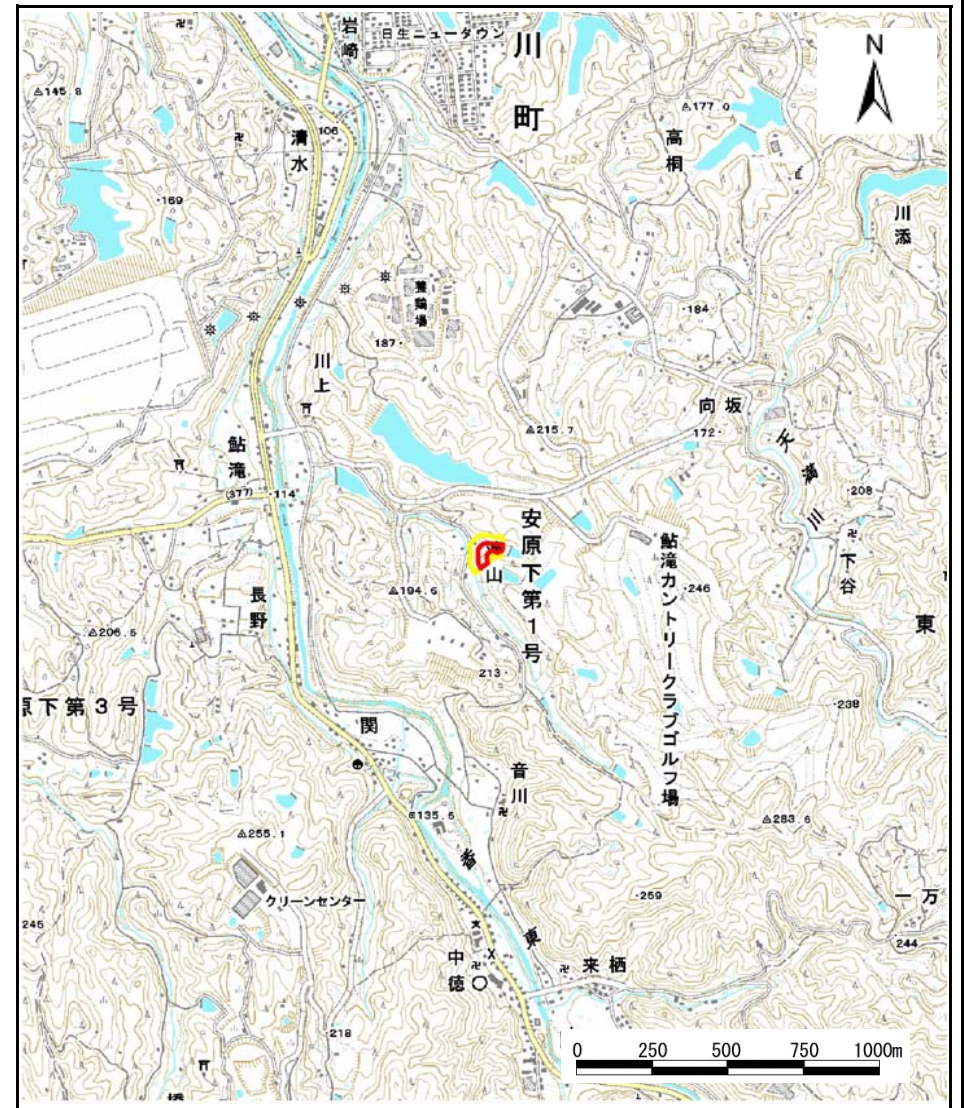 岩崎
日生ニュータウン
川町
N
△145.8
△177.0
150
高桐
106
清水
・169
川添
養鶏場
・184
187・
川上
向坂
172・
△215.7
鮎滝
(377)
・114
天満川
・208
下谷
安原下第1号
山
鮎滝カントリークラブゴルフ場
・246
△194.6
長野
東
△206.5
213・
・238
原下第3号
関
音川
135.6
△283.6
△255.1
クリーンセンター
香東
・259
一万
245
244
中徳
来栖
・218
0 250 500 750 1000m